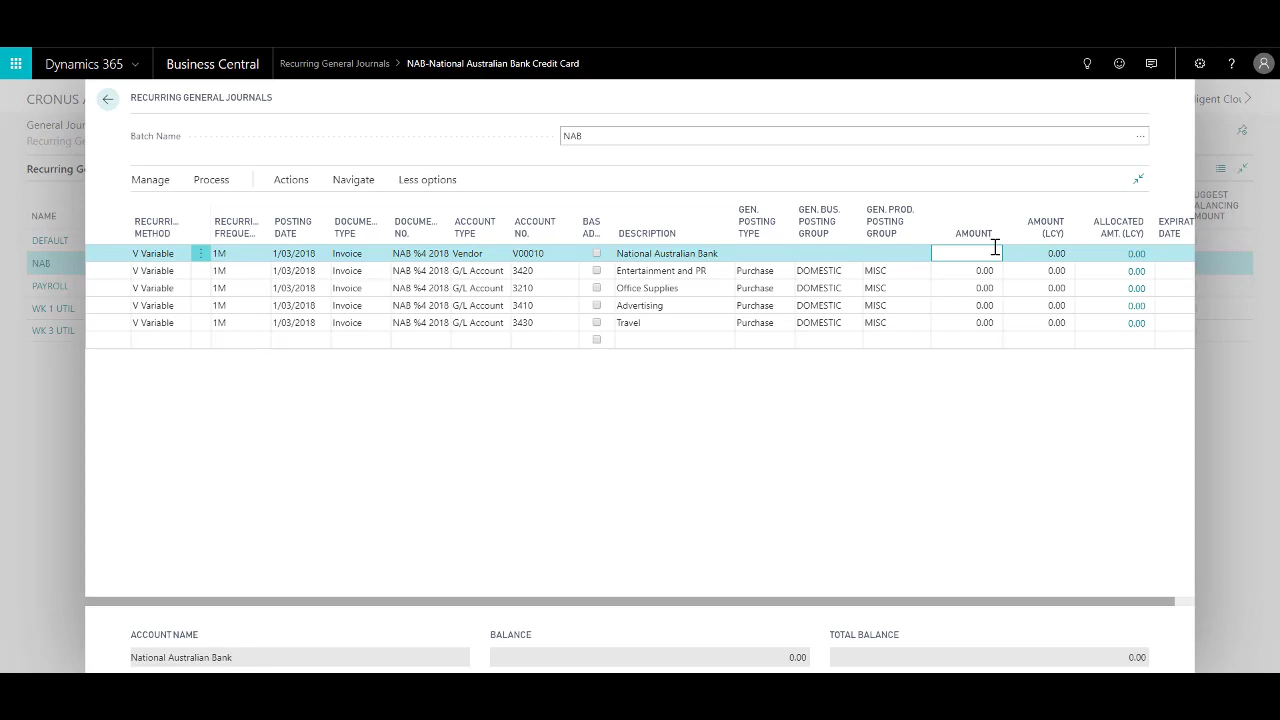 Dynamics 365 Business Central Recurring General Journals > NAB-National Australian Bank Credit Card ?
CRONUS
General Jour
Recurring Ge
Recurring Ge
NAME
DEFAULT
NAB
PAYROLL
WK 1 UTIL
WK 3 UTIL
RECURRING GENERAL JOURNALS
Batch Name NAB ...
Manage Process Actions Navigate Less options
RECURRI... METHOD RECURRI... FREQUE... POSTING DATE DOCUME... TYPE DOCUME... NO. ACCOUNT TYPE ACCOUNT NO. BAS AD... DESCRIPTION GEN. POSTING TYPE GEN. BUS. POSTING GROUP GEN. PROD. POSTING GROUP AMOUNT AMOUNT (LCY) ALLOCATED AMT. (LCY) EXPIRAT DATE
V Variable 1M 1/03/2018 Invoice NAB %4 2018 Vendor V00010 National Australian Bank 0.00 0.00
V Variable 1M 1/03/2018 Invoice NAB %4 2018 G/L Account 3420 Entertainment and PR Purchase DOMESTIC MISC 0.00 0.00 0.00
V Variable 1M 1/03/2018 Invoice NAB %4 2018 G/L Account 3210 Office Supplies Purchase DOMESTIC MISC 0.00 0.00 0.00
V Variable 1M 1/03/2018 Invoice NAB %4 2018 G/L Account 3410 Advertising Purchase DOMESTIC MISC 0.00 0.00 0.00
V Variable 1M 1/03/2018 Invoice NAB %4 2018 G/L Account 3430 Travel Purchase DOMESTIC MISC 0.00 0.00 0.00
ACCOUNT NAME BALANCE TOTAL BALANCE
National Australian Bank 0.00 0.00
ligent Clou
UGGEST
ALANCING
MOUNT